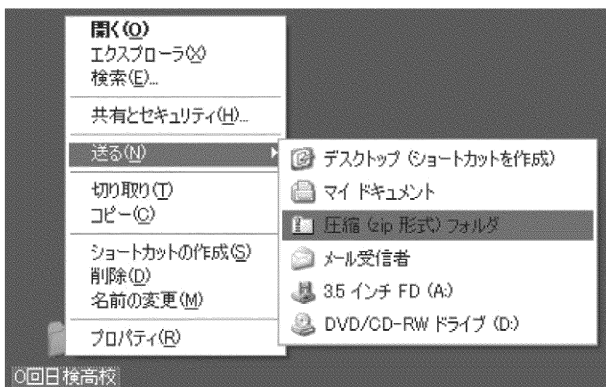 開く(O)
エクスプローラ(X)
検索(E)...
共有とセキュリティ(H)...
送る(N)
切り取り(T)
コピー(C)
ショートカットの作成(S)
削除(D)
名前の変更(M)
プロパティ(R)
デスクトップ (ショートカットを作成)
マイ ドキュメント
圧縮 (zip 形式) フォルダ
メール受信者
3.5 インチ FD (A:)
DVD/CD-RW ドライブ (D:)
0回日検高校